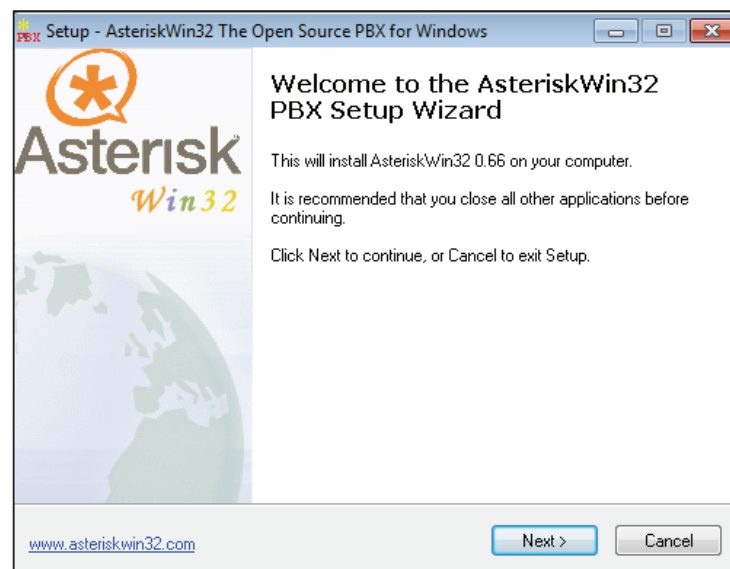 PBX Setup - AsteriskWin32 The Open Source PBX for Windows
Asterisk
Win32
Welcome to the AsteriskWin32
PBX Setup Wizard
This will install AsteriskWin32 0.66 on your computer.
It is recommended that you close all other applications before
continuing.
Click Next to continue, or Cancel to exit Setup.
www.asteriskwin32.com
Next >
Cancel